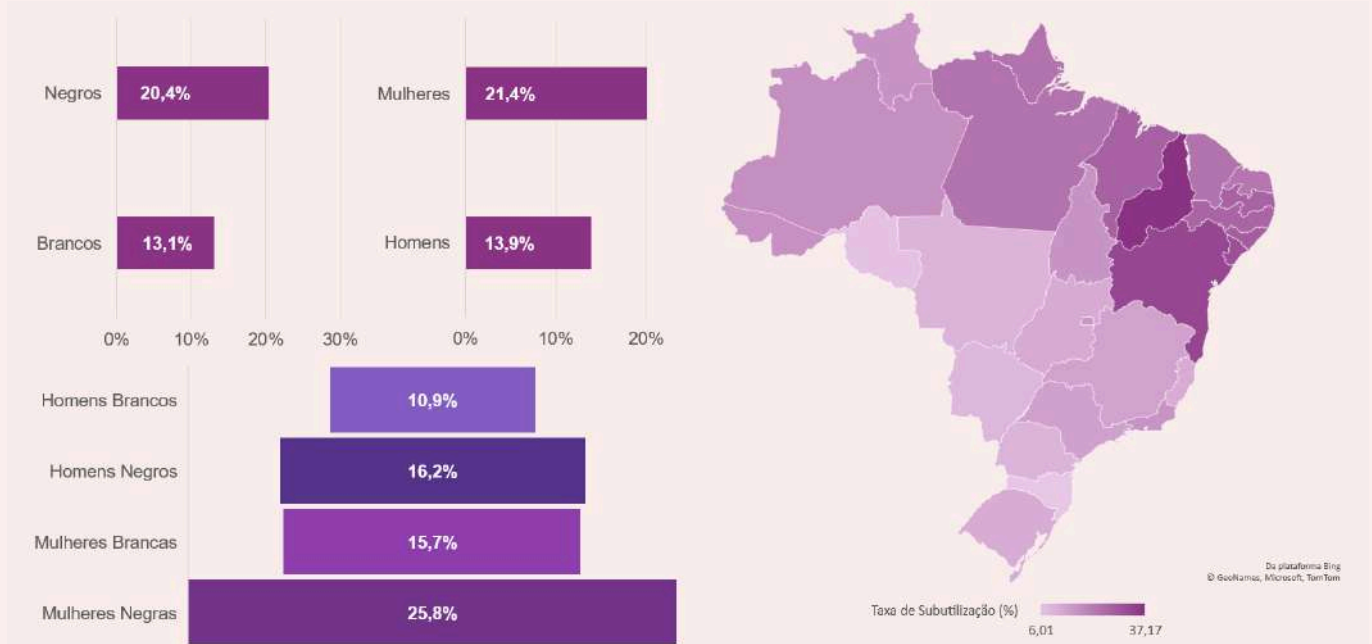 Negros
20,4%
Brancos
13,1%
0% 10% 20% 30%
Mulheres
21,4%
Homens
13,9%
0% 10% 20%
Homens Brancos
10,9%
Homens Negros
16,2%
Mulheres Brancas
15,7%
Mulheres Negras
25,8%
Da plataforma Bing
© GeoNames, Microsoft, TomTom
Taxa de Subutilização (%)
6,01 37,17